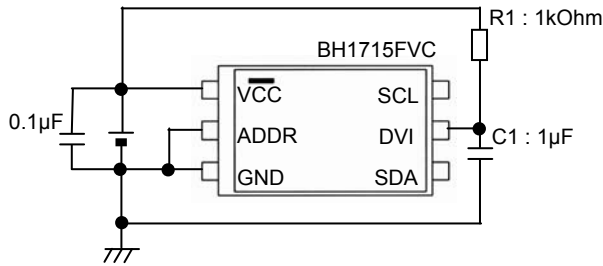 R1 : 1kOhm
BH1715FVC
VCC
SCL
0.1µF
ADDR
DVI
C1 : 1µF
GND
SDA